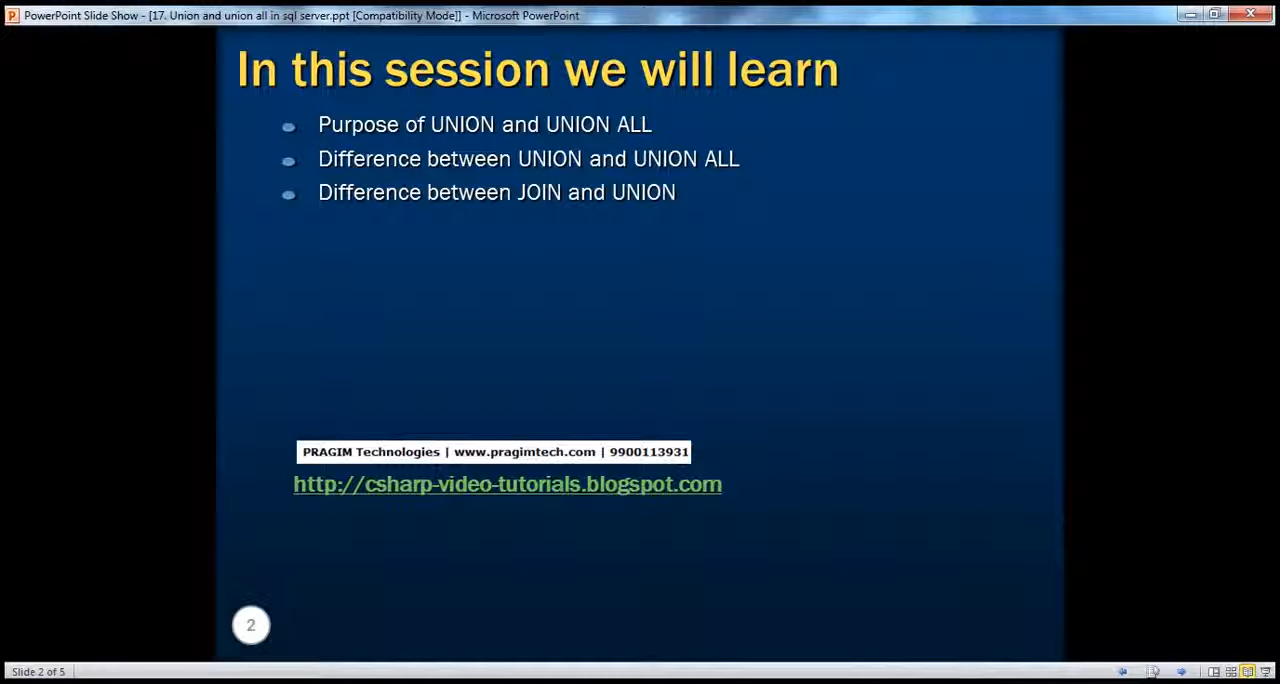 PowerPoint Slide Show - [17. Union and union all in sql server.ppt [Compatibility Mode]] - Microsoft PowerPoint
In this session we will learn
Purpose of UNION and UNION ALL
Difference between UNION and UNION ALL
Difference between JOIN and UNION
PRAGIM Technologies | www.pragimtech.com | 9900113931
http://csharp-video-tutorials.blogspot.com
2
Slide 2 of 5